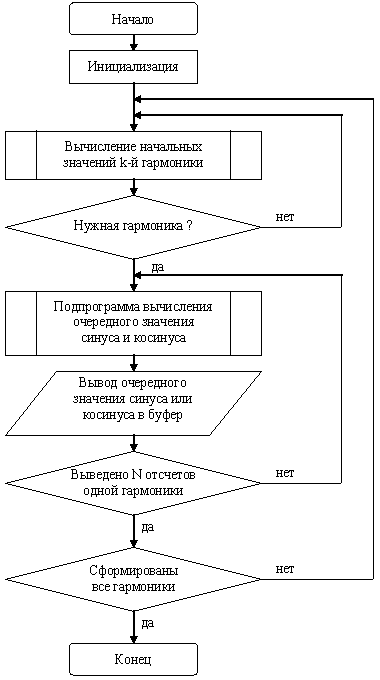 Начало
Инициализация
Вычисление начальных
значений k-й гармоники
Нужная гармоника ?
нет
да
Подпрограмма вычисления
очередного значения
синуса и косинуса
Вывод очередного
значения синуса или
косинуса в буфер
Выведено N отсчетов
одной гармоники
нет
да
Сформированы
все гармоники
нет
да
Конец